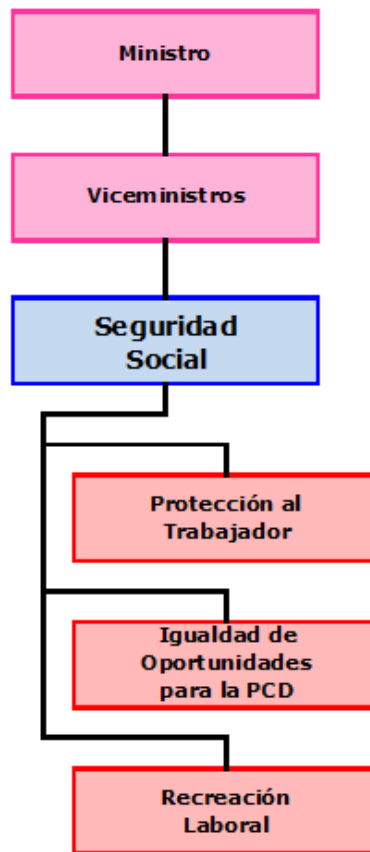 Ministro
Viceministros
Seguridad
Social
Protección al
Trabajador
Igualdad de
Oportunidades
para la PCD
Recreación
Laboral